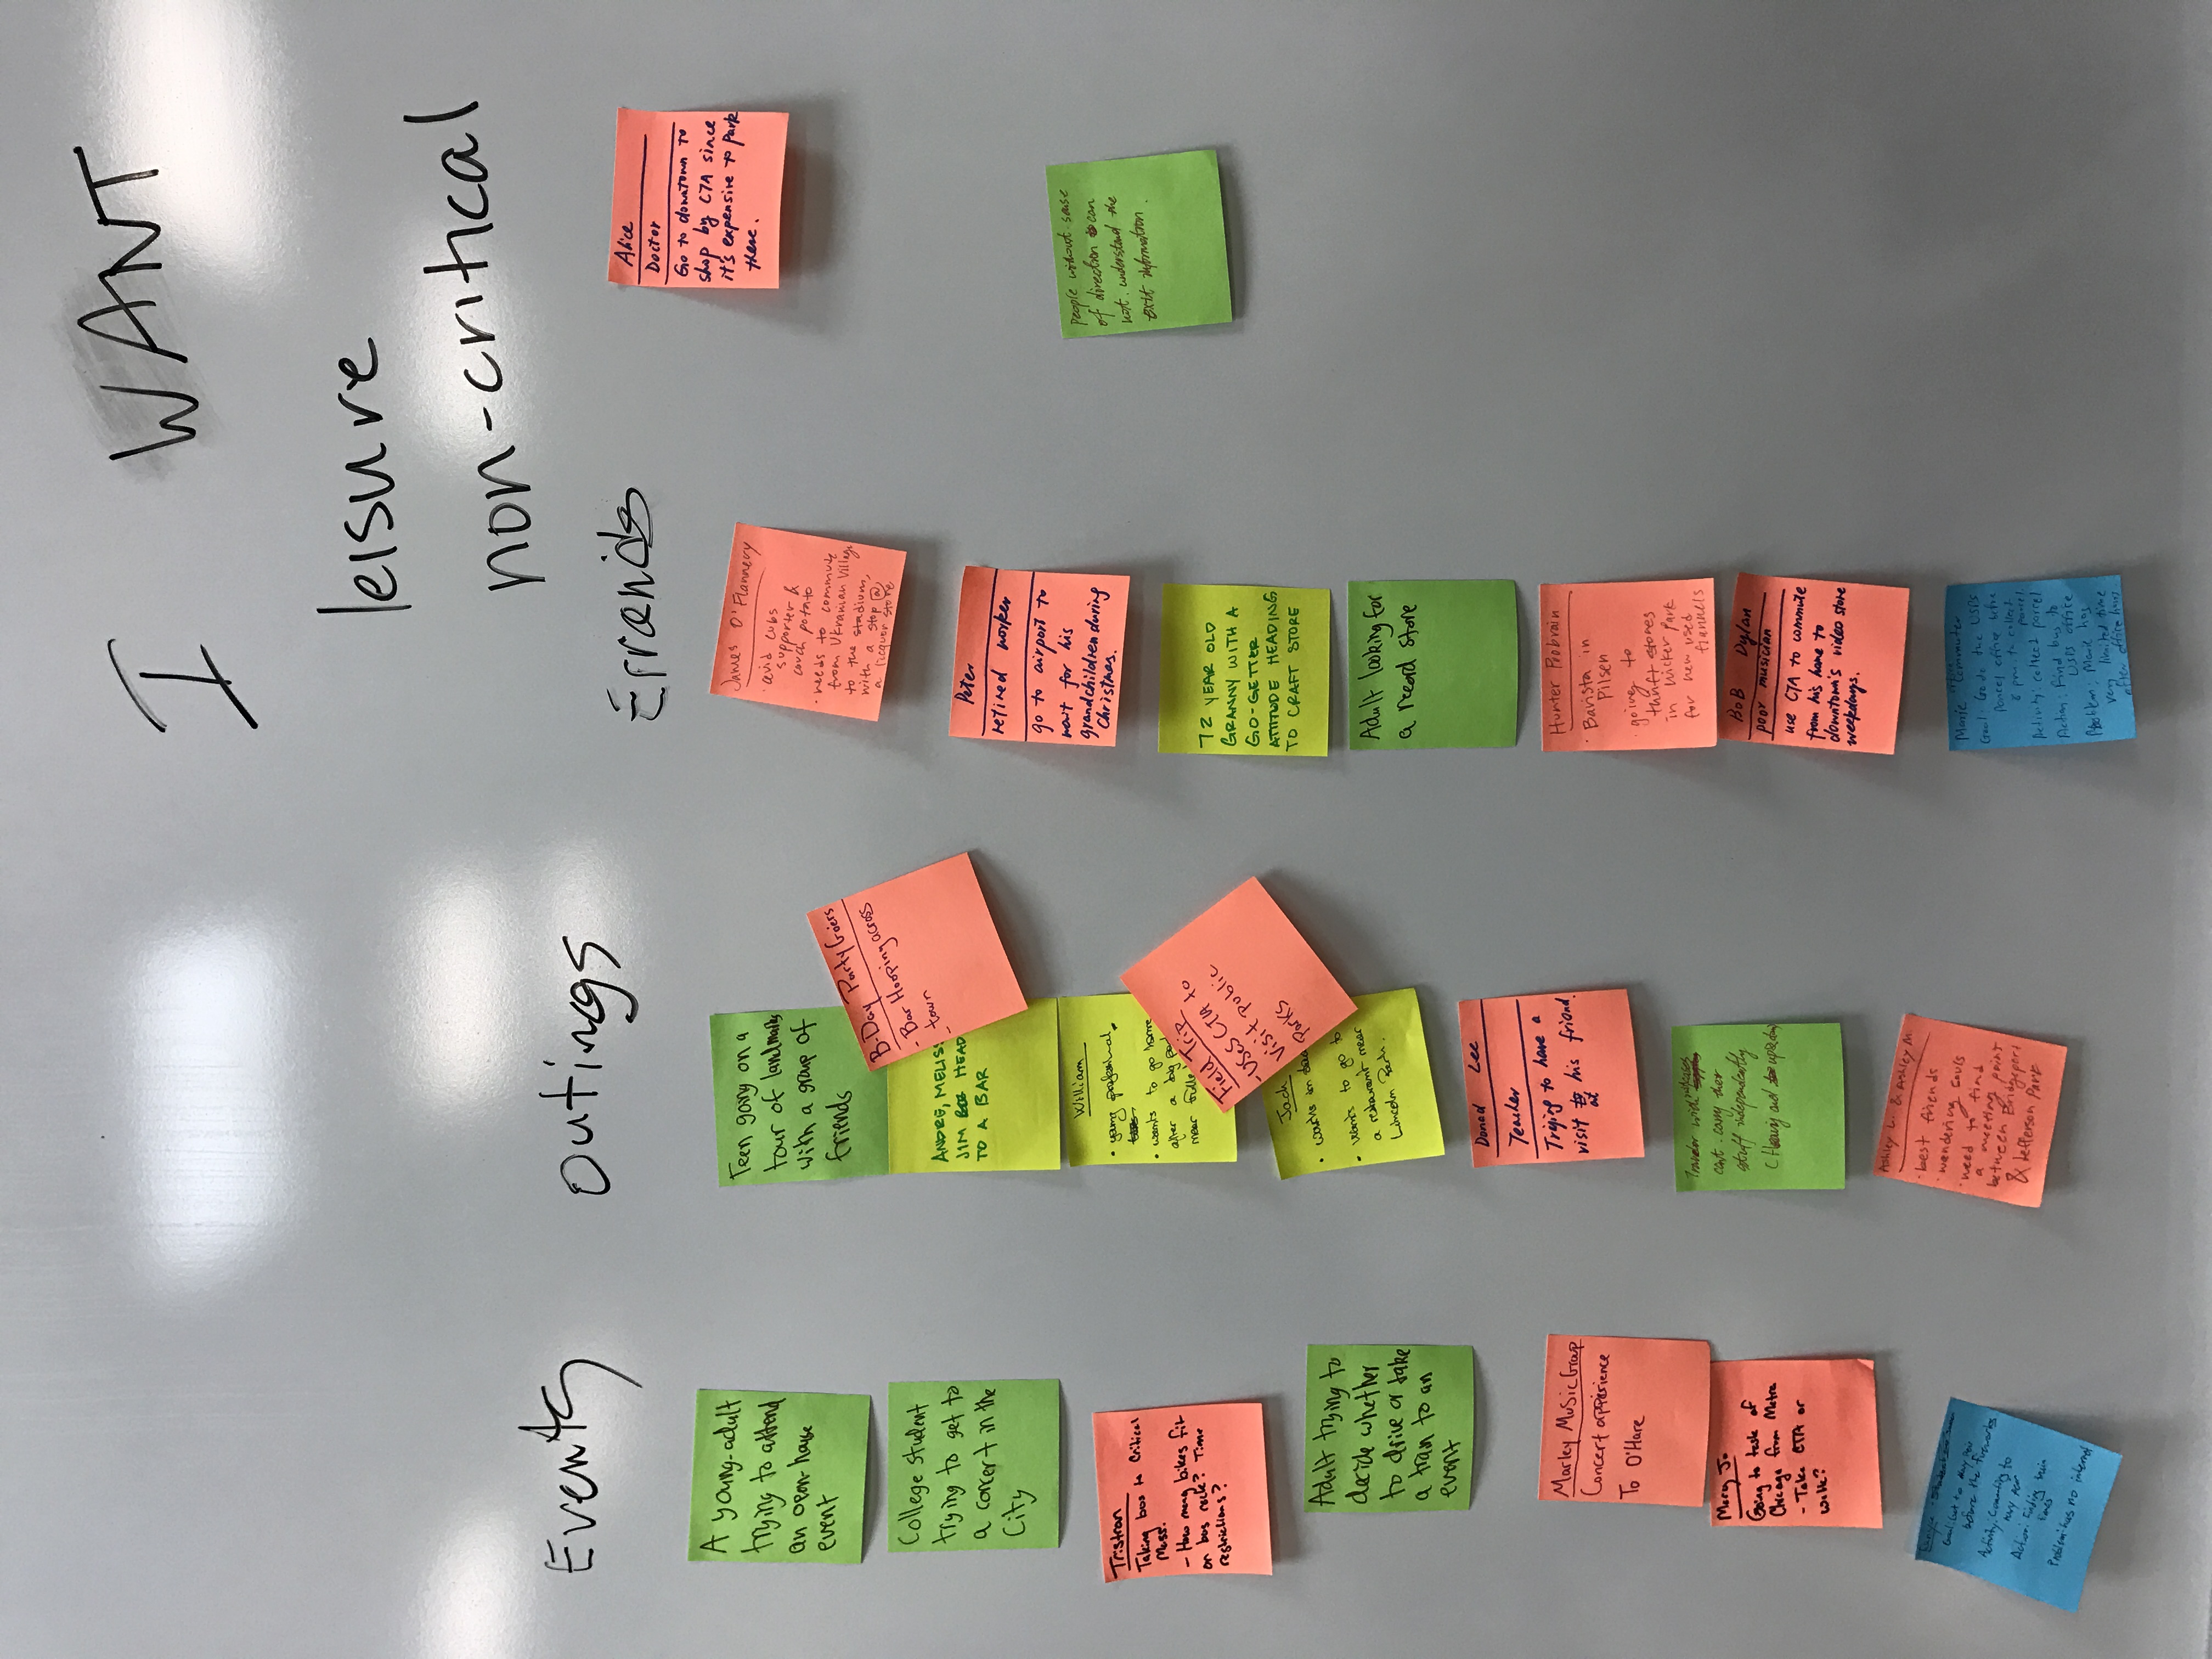 I WANT
leisure
non-critical
Events
A young-adult
trying to attend
an open-house
event
College student
trying to get to
a concert in the
City
Tristran
Taking bus to Critical
Mass.
- How many bikes fit
on bus rack? Time
restrictions?
Adult trying to
decide whether
to drive or take
a train to an
event
Marley Music Group
Concert
To O'Hare
Mary Jo
Going to taste of
Chicago from Metra
- Take CTA or
walk?
Goal: Get to navy pier
before the fireworks
Activity: Commuting to
navy pier
Action: Finding train
times
Problem: has no internet
Outings
Teen going on a
tour of landmarks
with a group of
friends
B-Day Party Goers
- Bar Hopping across
- town
ANDRE, MELISS
JIM HEAD
TO A BAR
William
• young professional
• wants to go home
after a big
near
Field Trip
- USes CTA to
visit public
parks
Jack
• works in
• wants to go to
a restaurant near
Lincoln Park.
Donad Lee
Teacher
Trying to have a
visit at his friend.
Traveler with suitcases
cant carry ther
stuff independently
(Heavy and up & down)
Ashley L. & Ashley M.
· best friends
· wandering souls
· need to find
a meeting point
between Bridgeport
& Jefferson Park
Errands
James O'Flannery
· avid cubs
supporter &
couch potato
· needs to commute
from Ukranian Village
to the stadium,
with a stop @
a licquor store
Peter
retired worker
go to airport to
wait for his
grandchildren during
Christmas.
72 YEAR OLD
GRANNY WITH A
GO-GETTER
ATTITUDE HEADING
TO CRAFT STORE
Adult looking for
a record store
Hunter Probrain
· Barista in
Pilsen
· going to
thrift stores
in wicker park
for new used
flannels
BoB Dylan
poor musician
use CTA to commute
from his home to
downtown's video store
weekdays.
Marie office Commuter
Goal: Go to the USPS
Parcel office before
8 pm. to collect
parcel
Activity: collect parcel
Action: Find bus to
USPS office
Problem: Marie has
very limited time
after office hours
Alice
Doctor
Go to downtown to
shop by CTA since
it's expensive to park
there.
people without sense
of direction can
not understand the
exit information.